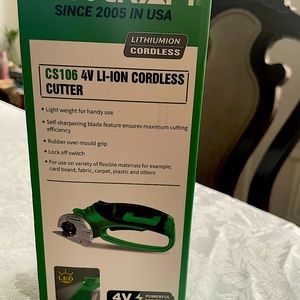 SINCE 2005 IN USA
LITHIUMION
CORDLESS
CS106 4V LI-ION CORDLESS
CUTTER
• Light weight for handy use
• Self-sharpening blade feature ensures maximum cutting
efficiency
• Rubber over-mould grip
• Lock off switch
• For use on variety of flexible materials for example;
card board, fabric, carpet, plastic and others
LED
4V
POWERFUL